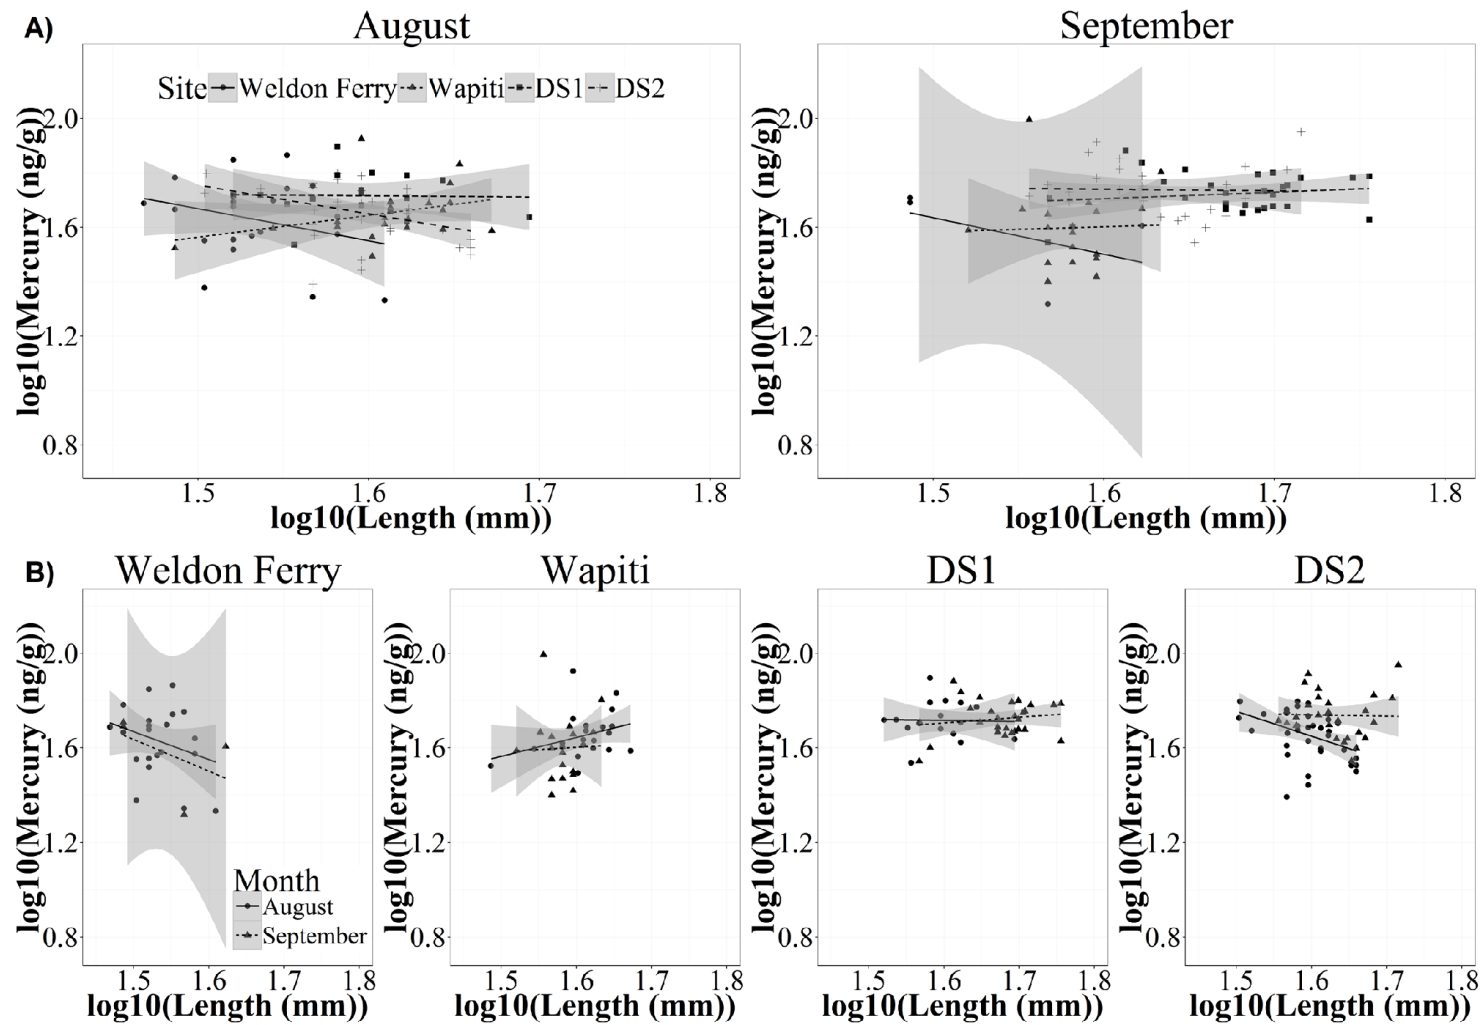 A)
August
September
Site Weldon Ferry Wapiti DS1 DS2
log10(Mercury (ng/g))
2.0
1.6
1.2
0.8
1.5 1.6 1.7 1.8
log10(Length (mm))
log10(Mercury (ng/g))
2.0
1.6
1.2
0.8
1.5 1.6 1.7 1.8
log10(Length (mm))
B)
Weldon Ferry
Wapiti
DS1
DS2
log10(Mercury (ng/g))
2.0
1.6
1.2
0.8
Month
August
September
1.5 1.6 1.7 1.8
log10(Length (mm))
log10(Mercury (ng/g))
2.0
1.6
1.2
0.8
1.5 1.6 1.7 1.8
log10(Length (mm))
log10(Mercury (ng/g))
2.0
1.6
1.2
0.8
1.5 1.6 1.7 1.8
log10(Length (mm))
log10(Mercury (ng/g))
2.0
1.6
1.2
0.8
1.5 1.6 1.7 1.8
log10(Length (mm))